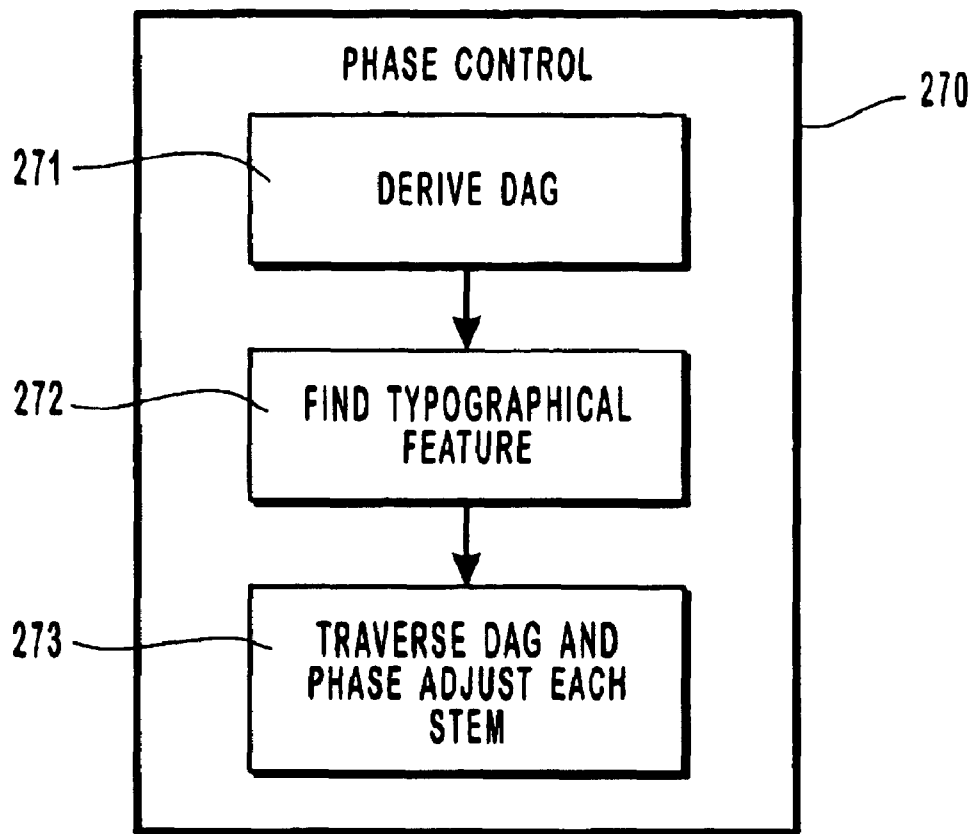 PHASE CONTROL
270
271
DERIVE DAG
272
FIND TYPOGRAPHICAL
FEATURE
273
TRAVERSE DAG AND
PHASE ADJUST EACH
STEM